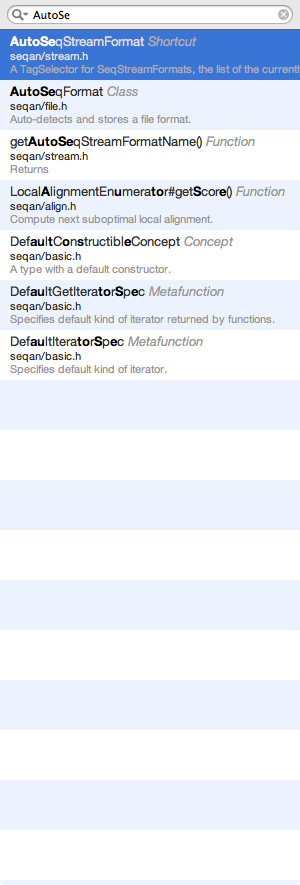 AutoSe
AutoSeqStreamFormat Shortcut
seqan/stream.h
A TagSelector for SeqStreamFormats, the list of the current
AutoSeqFormat Class
seqan/file.h
Auto-detects and stores a file format.
getAutoSeqStreamFormatName() Function
seqan/stream.h
Returns
LocalAlignmentEnumerator#getScore() Function
seqan/align.h
Compute next suboptimal local alignment.
DefaultConstructibleConcept Concept
seqan/basic.h
A type with a default constructor.
DefaultGetIteratorSpec Metafunction
seqan/basic.h
Specifies default kind of iterator returned by functions.
DefaultIteratorSpec Metafunction
seqan/basic.h
Specifies default kind of iterator.